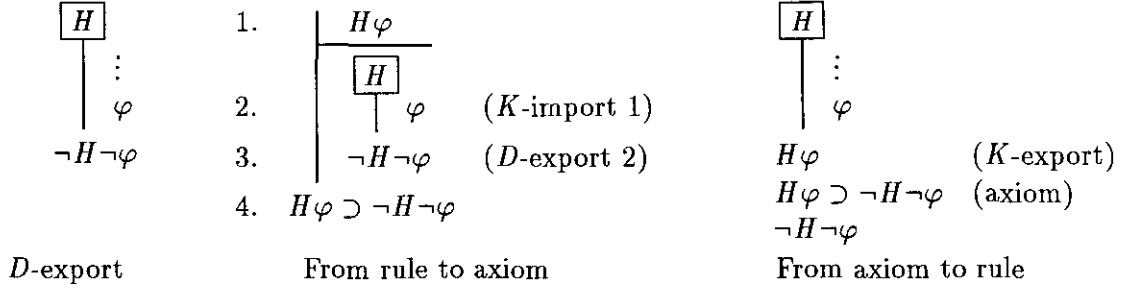 H 1. Hφ H
⋮ H ⋮
φ 2. φ (K-import 1) φ
¬H¬φ 3. ¬H¬φ (D-export 2) Hφ (K-export)
4. Hφ ⊃ ¬H¬φ Hφ ⊃ ¬H¬φ (axiom)
¬H¬φ
D-export From rule to axiom From axiom to rule